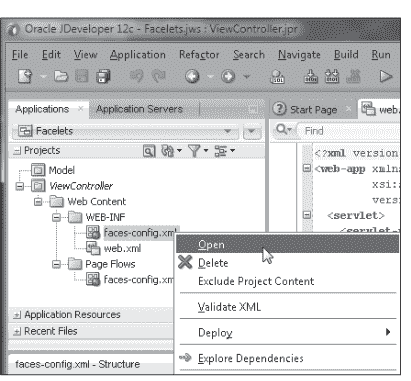 Oracle JDeveloper 12c - Facelets.jws : ViewController.jpr
File Edit View Application Refactor Search Navigate Build Run
Applications Application Servers Start Page web.
Facelets Find
Projects
<?xml version
Model
<web-app xmlns
ViewController
xsi:
Web Content
vers
WEB-INF
<servlet>
faces-config.xml
web.xml
Page Flows
faces-config.xm
Open
Delete
Exclude Project Content
Validate XML
Deploy
Explore Dependencies
Application Resources
Recent Files
faces-config.xml - Structure